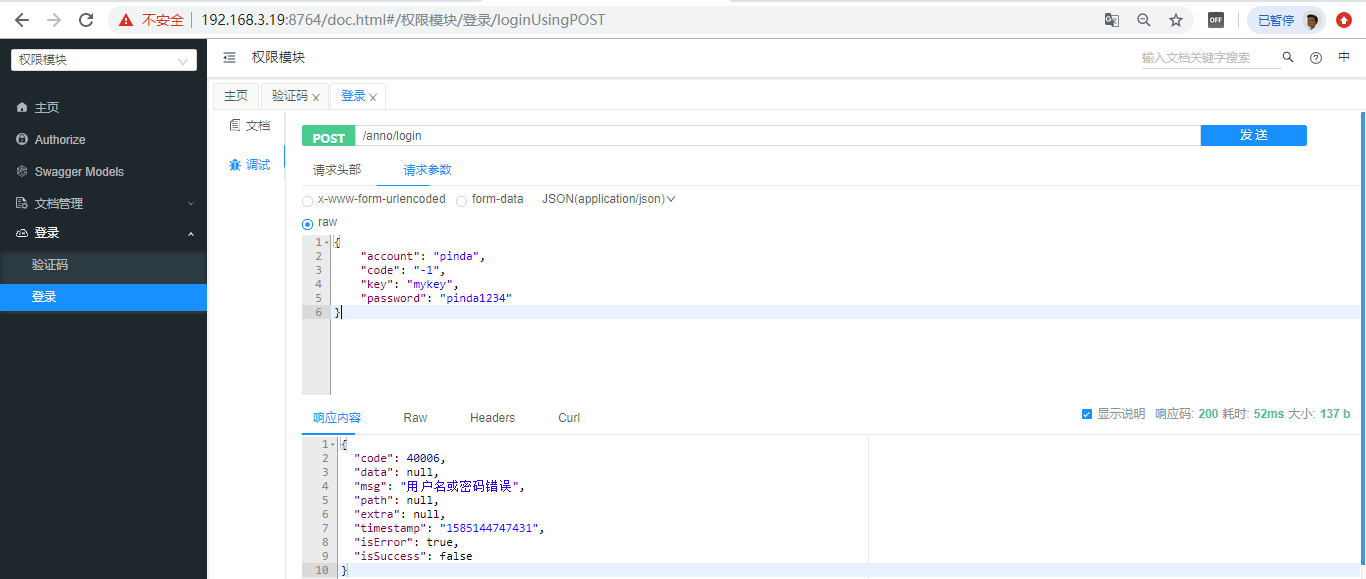 不安全 192.168.3.19:8764/doc.html#/权限模块/登录/loginUsingPOST OFF 已暂停
权限模块 权限模块 输入文档关键字搜索 中
主页 验证码 登录
主页
Authorize
Swagger Models
文档管理
登录
验证码
登录
文档
调试
POST /anno/login 发送
请求头部 请求参数
x-www-form-urlencoded form-data JSON(application/json)
raw
1 {
2 "account": "pinda",
3 "code": "-1",
4 "key": "mykey",
5 "password": "pinda1234"
6 }
响应内容 Raw Headers Curl 显示说明 响应码: 200 耗时: 52ms 大小: 137 b
1 {
2 "code": 40006,
3 "data": null,
4 "msg": "用户名或密码错误",
5 "path": null,
6 "extra": null,
7 "timestamp": "1585144747431",
8 "isError": true,
9 "isSuccess": false
10 }